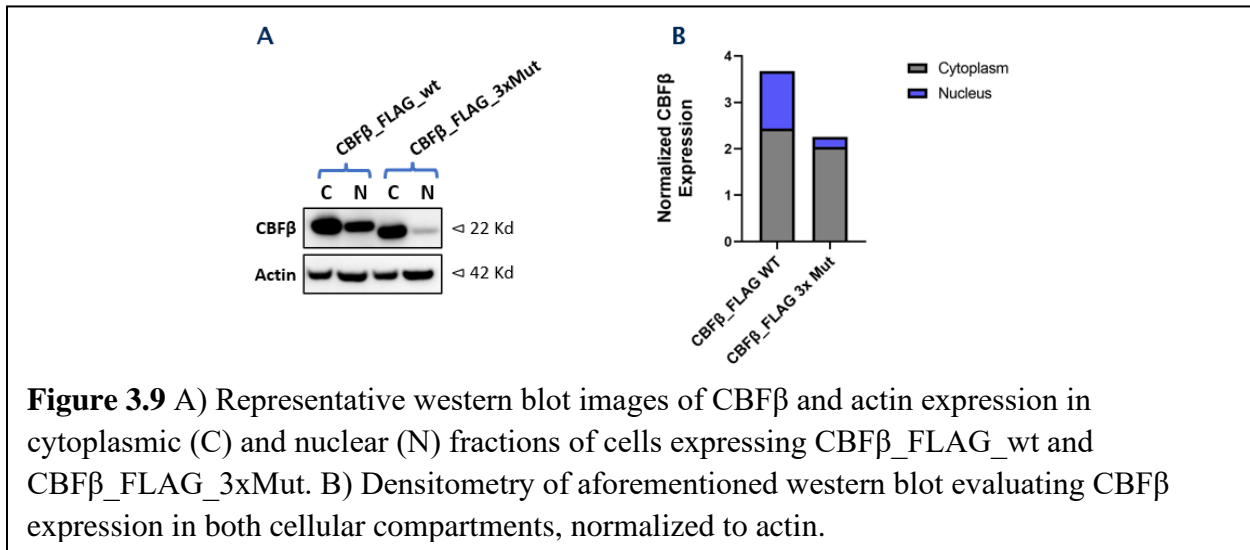 A
CBFβ_FLAG_wt
CBFβ_FLAG_3xMut
C N C N
CBFβ
◅ 22 Kd
Actin
◅ 42 Kd
B
Normalized CBFβ
Expression
4
3
2
1
0
CBFβ_FLAG WT
CBFβ_FLAG 3x Mut
Cytoplasm
Nucleus
Figure 3.9 A) Representative western blot images of CBFβ and actin expression in
cytoplasmic (C) and nuclear (N) fractions of cells expressing CBFβ_FLAG_wt and
CBFβ_FLAG_3xMut. B) Densitometry of aforementioned western blot evaluating CBFβ
expression in both cellular compartments, normalized to actin.